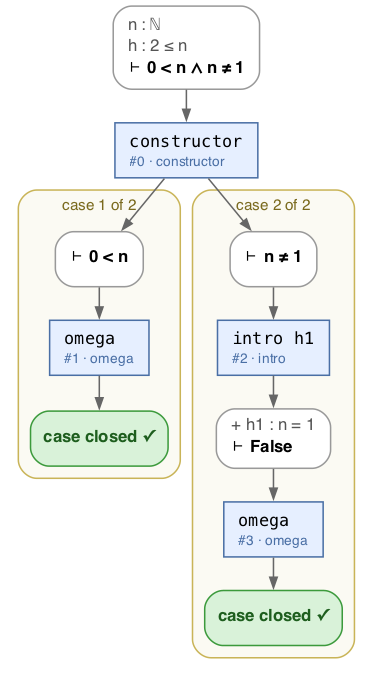 n : ℕ
h : 2 ≤ n
⊢ 0 < n ∧ n ≠ 1
constructor
#0 · constructor
case 1 of 2
⊢ 0 < n
omega
#1 · omega
case closed ✓
case 2 of 2
⊢ n ≠ 1
intro h1
#2 · intro
+ h1 : n = 1
⊢ False
omega
#3 · omega
case closed ✓